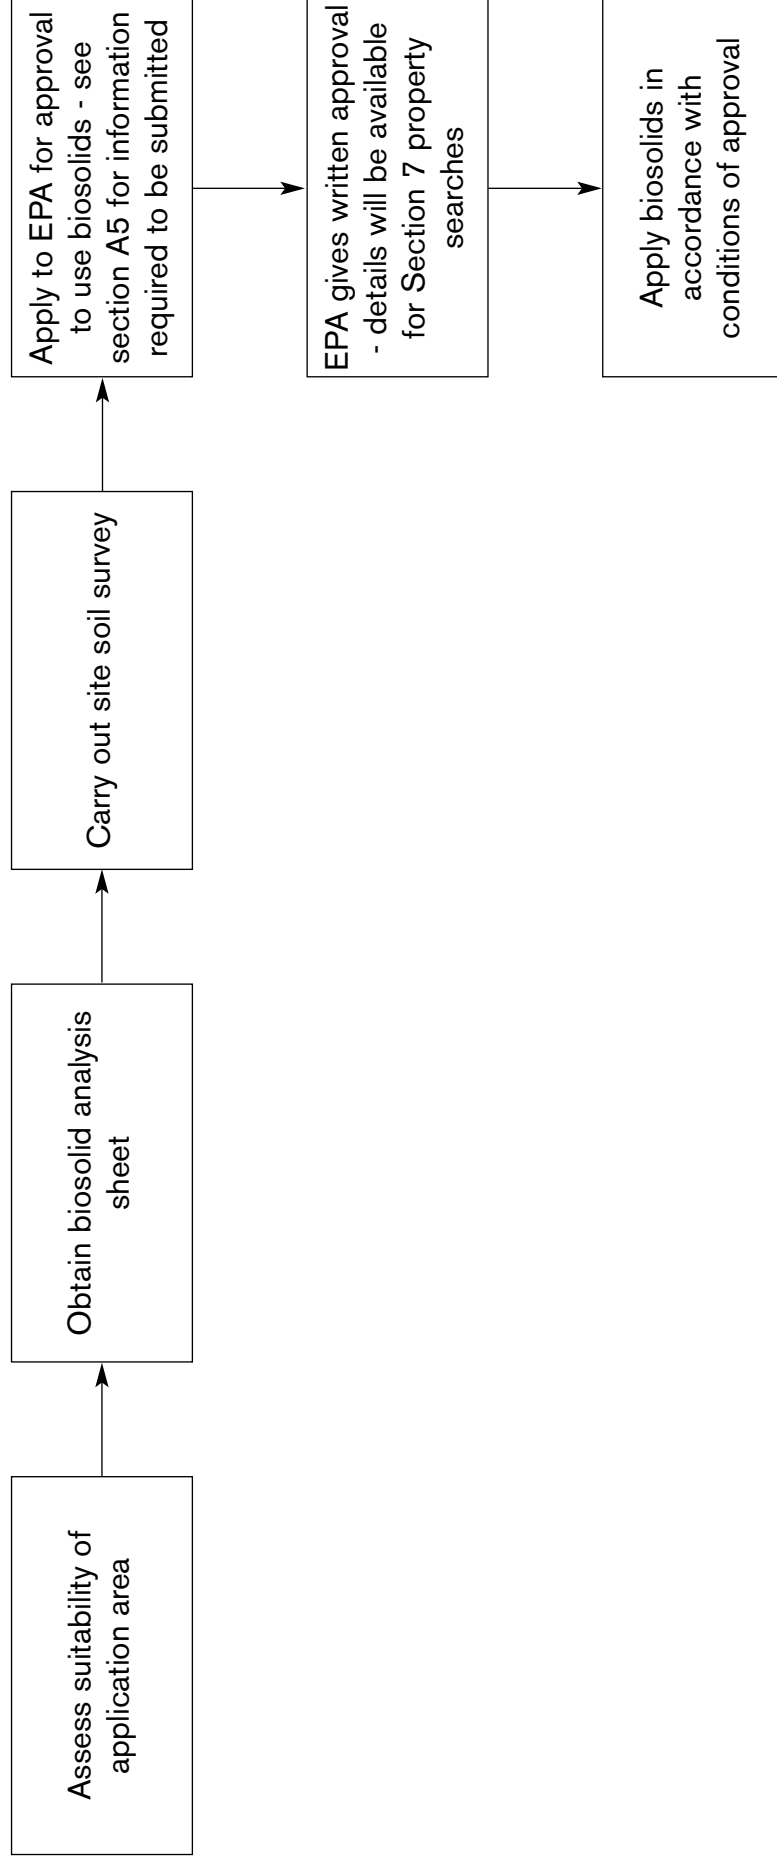 Assess suitability of
application area
Obtain biosolid analysis
sheet
Carry out site soil survey
Apply to EPA for approval
to use biosolids - see
section A5 for information
required to be submitted
EPA gives written approval
- details will be available
for Section 7 property
searches
Apply biosolids in
accordance with
conditions of approval